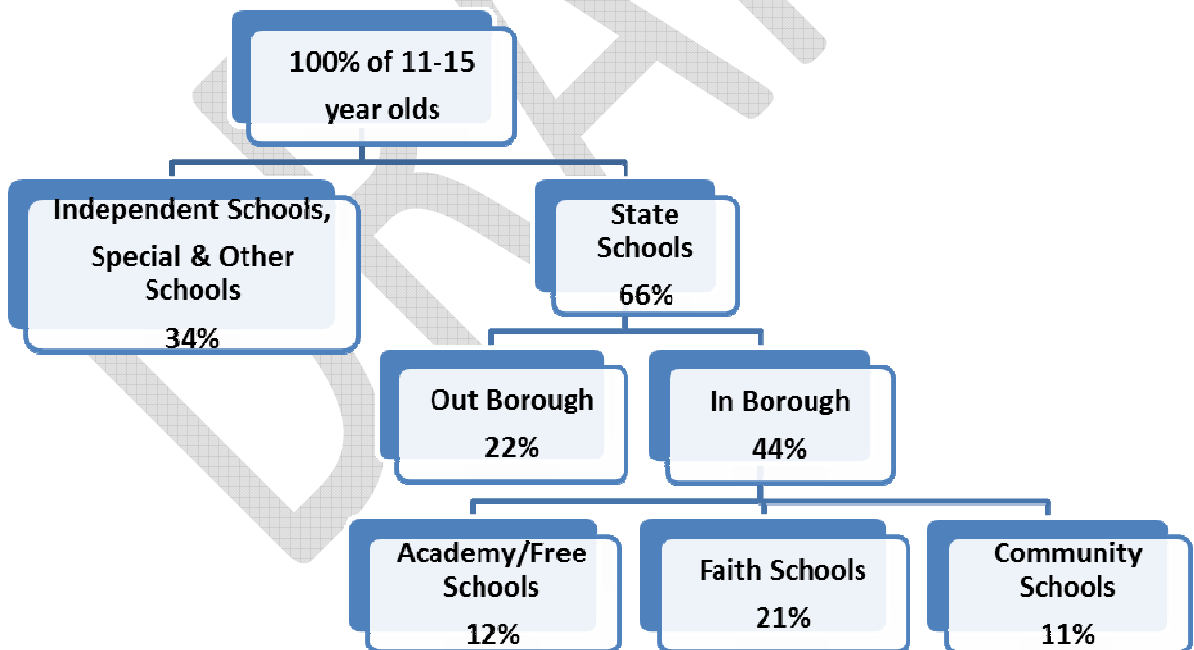 100% of 11-15
year olds
Independent Schools,
Special & Other
Schools
34%
State
Schools
66%
Out Borough
22%
In Borough
44%
Academy/Free
Schools
12%
Faith Schools
21%
Community
Schools
11%